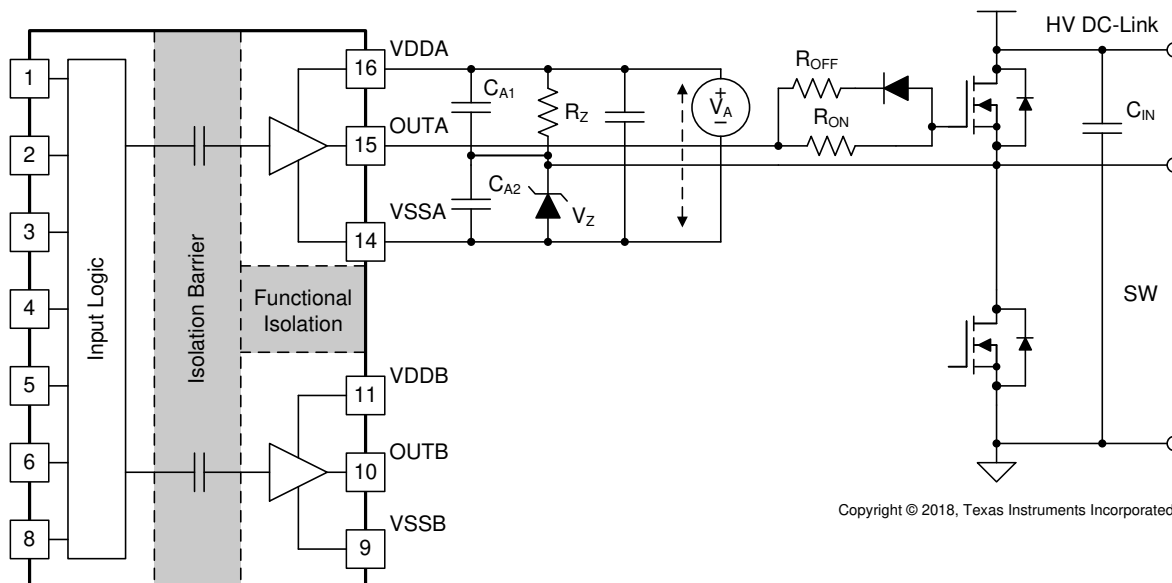 1
2
3
4
5
6
8
Input Logic
Isolation Barrier
Functional
Isolation
16
15
14
11
10
9
VDDA
OUTA
VSSA
VDDB
OUTB
VSSB
CA1
CA2
RZ
VZ
+
VA
−
ROFF
RON
HV DC-Link
CIN
SW
Copyright © 2018, Texas Instruments Incorporated